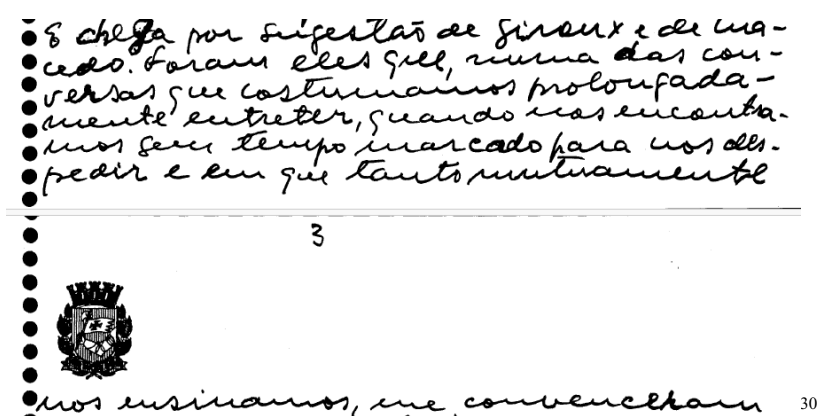 E chega por sugestão de Giroux e de Ma-
cedo. Foram eles que, numa das con-
versas que costumamos prolongada-
mente entreter, quando nos encontra-
mos sem tempo marcado para nos des-
pedir e em que tanto mutuamente
3
nos ensinamos, me convenceram
30